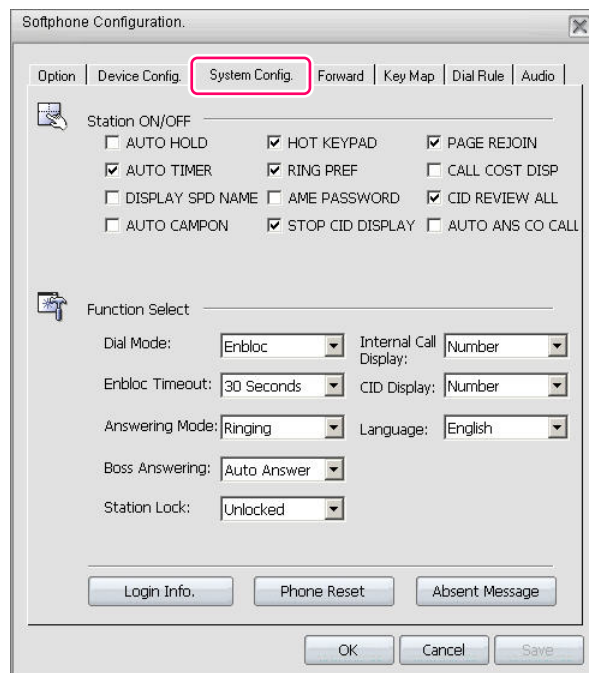 Softphone Configuration.
Option Device Config. System Config. Forward Key Map Dial Rule Audio
Station ON/OFF
AUTO HOLD HOT KEYPAD PAGE REJOIN
AUTO TIMER RING PREF CALL COST DISP
DISPLAY SPD NAME AME PASSWORD CID REVIEW ALL
AUTO CAMPON STOP CID DISPLAY AUTO ANS CO CALL
Function Select
Dial Mode: Enbloc Internal Call Display: Number
Enbloc Timeout: 30 Seconds CID Display: Number
Answering Mode: Ringing Language: English
Boss Answering: Auto Answer
Station Lock: Unlocked
Login Info. Phone Reset Absent Message
OK Cancel Save